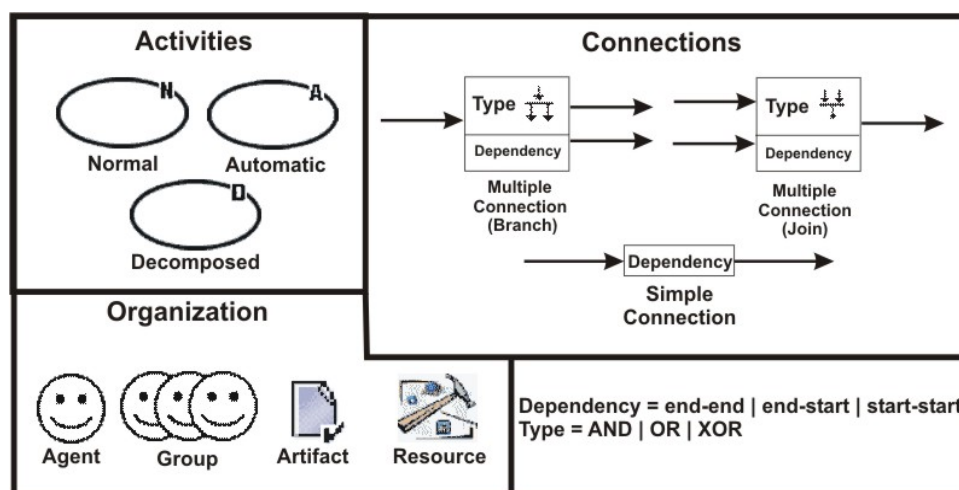 Activities
N
A
Normal
Automatic
D
Decomposed
Connections
Type
Dependency
Multiple
Connection
(Branch)
Type
Dependency
Multiple
Connection
(Join)
Dependency
Simple
Connection
Organization
Agent
Group
Artifact
Resource
Dependency = end-end | end-start | start-start
Type = AND | OR | XOR